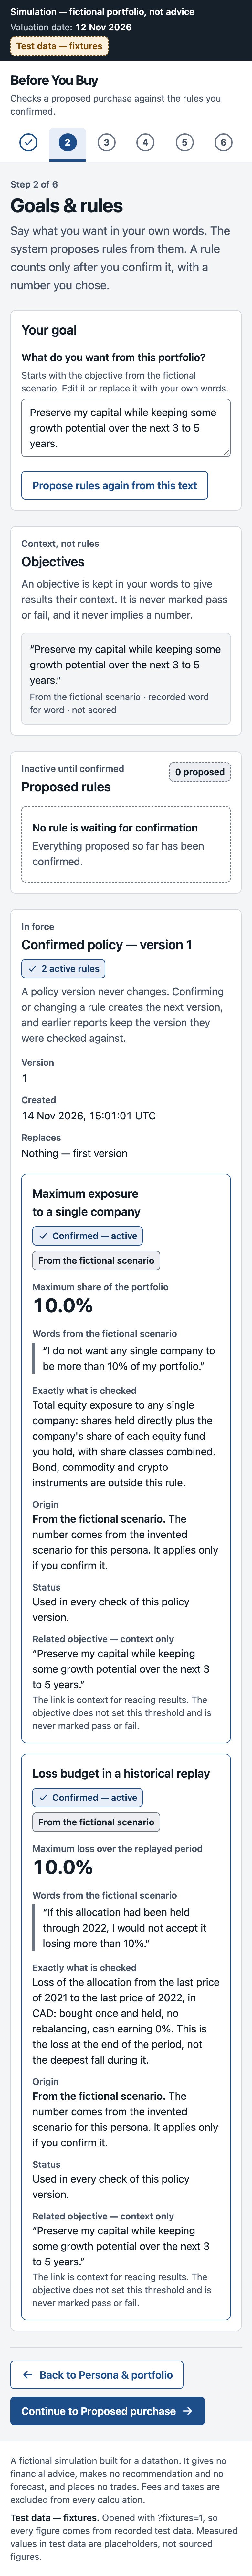 Simulation — fictional portfolio, not advice
Valuation date: 12 Nov 2026
Test data — fixtures
Before You Buy
Checks a proposed purchase against the rules you
confirmed.
2
3
4
5
6
Step 2 of 6
Goals & rules
Say what you want in your own words. The
system proposes rules from them. A rule
counts only after you confirm it, with a
number you chose.
Your goal
What do you want from this portfolio?
Starts with the objective from the fictional
scenario. Edit it or replace it with your own words.
Preserve my capital while keeping some
growth potential over the next 3 to 5
years.
Propose rules again from this text
Context, not rules
Objectives
An objective is kept in your words to give
results their context. It is never marked pass
or fail, and it never implies a number.
“Preserve my capital while keeping some
growth potential over the next 3 to 5
years.”
From the fictional scenario · recorded word
for word · not scored
Inactive until confirmed
0 proposed
Proposed rules
No rule is waiting for confirmation
Everything proposed so far has been
confirmed.
In force
Confirmed policy — version 1
2 active rules
A policy version never changes. Confirming
or changing a rule creates the next version,
and earlier reports keep the version they
were checked against.
Version
1
Created
14 Nov 2026, 15:01:01 UTC
Replaces
Nothing — first version
Maximum exposure
to a single company
Confirmed — active
From the fictional scenario
Maximum share of the portfolio
10.0%
Words from the fictional scenario
“I do not want any single company to
be more than 10% of my portfolio.”
Exactly what is checked
Total equity exposure to any single
company: shares held directly plus the
company's share of each equity fund
you hold, with share classes combined.
Bond, commodity and crypto
instruments are outside this rule.
Origin
From the fictional scenario. The
number comes from the invented
scenario for this persona. It applies only
if you confirm it.
Status
Used in every check of this policy
version.
Related objective — context only
“Preserve my capital while keeping
some growth potential over the next 3
to 5 years.”
The link is context for reading results. The
objective does not set this threshold and is
never marked pass or fail.
Loss budget in a historical replay
Confirmed — active
From the fictional scenario
Maximum loss over the replayed period
10.0%
Words from the fictional scenario
“If this allocation had been held
through 2022, I would not accept it
losing more than 10%.”
Exactly what is checked
Loss of the allocation from the last price
of 2021 to the last price of 2022, in
CAD: bought once and held, no
rebalancing, cash earning 0%. This is
the loss at the end of the period, not
the deepest fall during it.
Origin
From the fictional scenario. The
number comes from the invented
scenario for this persona. It applies only
if you confirm it.
Status
Used in every check of this policy
version.
Related objective — context only
“Preserve my capital while keeping
some growth potential over the next 3
to 5 years.”
The link is context for reading results. The
objective does not set this threshold and is
never marked pass or fail.
← Back to Persona & portfolio
Continue to Proposed purchase →
A fictional simulation built for a datathon. It gives no
financial advice, makes no recommendation and no
forecast, and places no trades. Fees and taxes are
excluded from every calculation.
Test data — fixtures. Opened with ?fixtures=1, so
every figure comes from recorded test data. Measured
values in test data are placeholders, not sourced
figures.